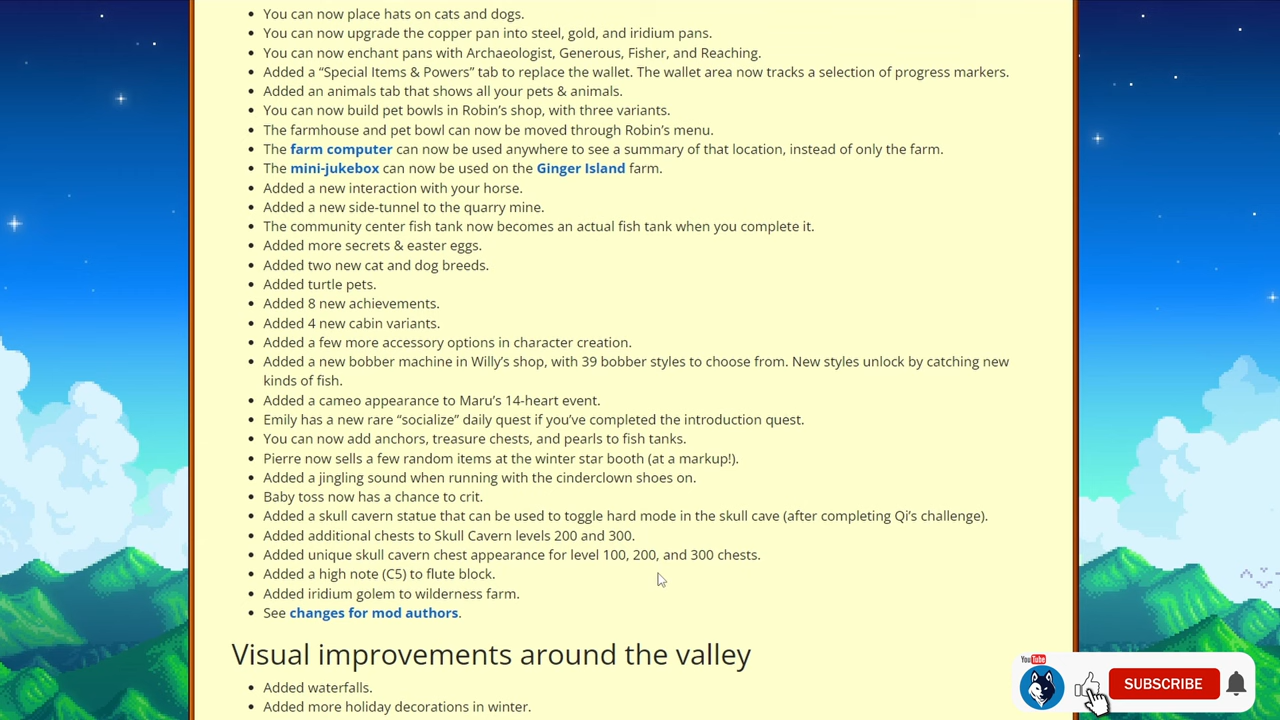 You can now place hats on cats and dogs.
You can now upgrade the copper pan into steel, gold, and iridium pans.
You can now enchant pans with Archaeologist, Generous, Fisher, and Reaching.
Added a “Special Items & Powers” tab to replace the wallet. The wallet area now tracks a selection of progress markers.
Added an animals tab that shows all your pets & animals.
You can now build pet bowls in Robin’s shop, with three variants.
The farmhouse and pet bowl can now be moved through Robin’s menu.
The farm computer can now be used anywhere to see a summary of that location, instead of only the farm.
The mini-jukebox can now be used on the Ginger Island farm.
Added a new interaction with your horse.
Added a new side-tunnel to the quarry mine.
The community center fish tank now becomes an actual fish tank when you complete it.
Added more secrets & easter eggs.
Added two new cat and dog breeds.
Added turtle pets.
Added 8 new achievements.
Added 4 new cabin variants.
Added a few more accessory options in character creation.
Added a new bobber machine in Willy’s shop, with 39 bobber styles to choose from. New styles unlock by catching new
kinds of fish.
Added a cameo appearance to Maru’s 14-heart event.
Emily has a new rare “socialize” daily quest if you’ve completed the introduction quest.
You can now add anchors, treasure chests, and pearls to fish tanks.
Pierre now sells a few random items at the winter star booth (at a markup!).
Added a jingling sound when running with the cinderclown shoes on.
Baby toss now has a chance to crit.
Added a skull cavern statue that can be used to toggle hard mode in the skull cave (after completing Qi’s challenge).
Added additional chests to Skull Cavern levels 200 and 300.
Added unique skull cavern chest appearance for level 100, 200, and 300 chests.
Added a high note (C5) to flute block.
Added iridium golem to wilderness farm.
See changes for mod authors.
Visual improvements around the valley
Added waterfalls.
Added more holiday decorations in winter.
YouTube
SUBSCRIBE